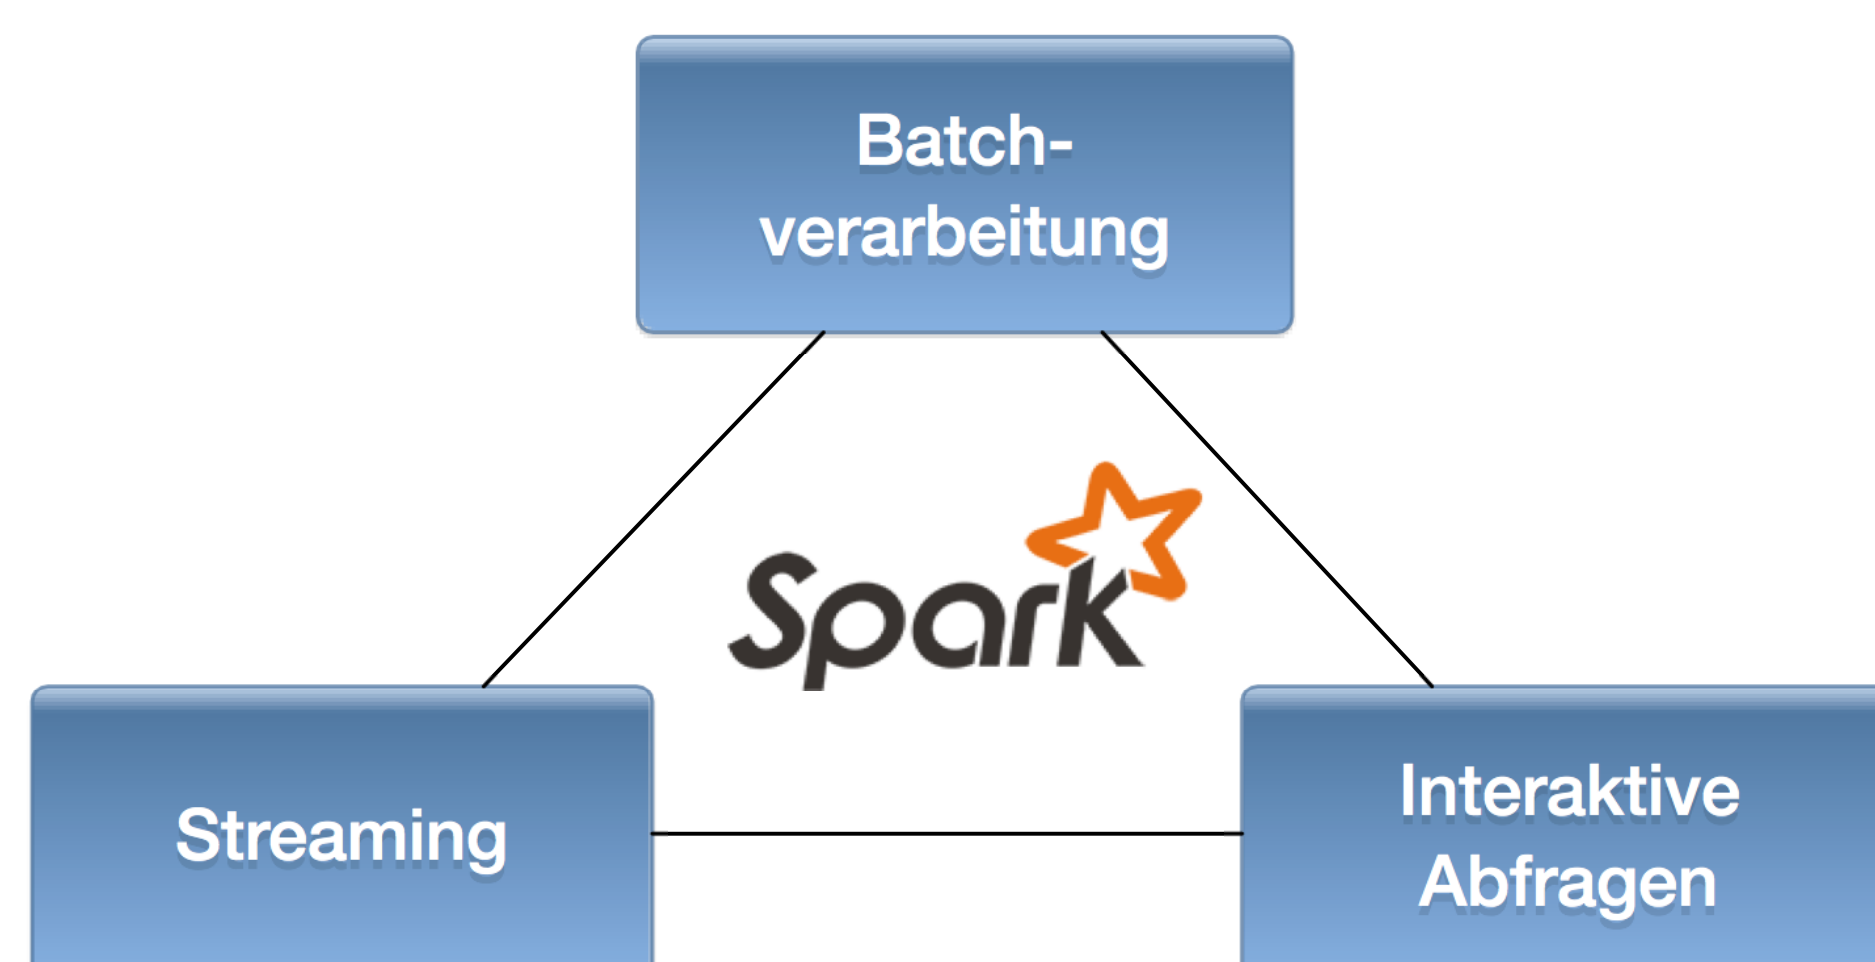 Batch-
verarbeitung
Spark
Streaming
Interaktive
Abfragen